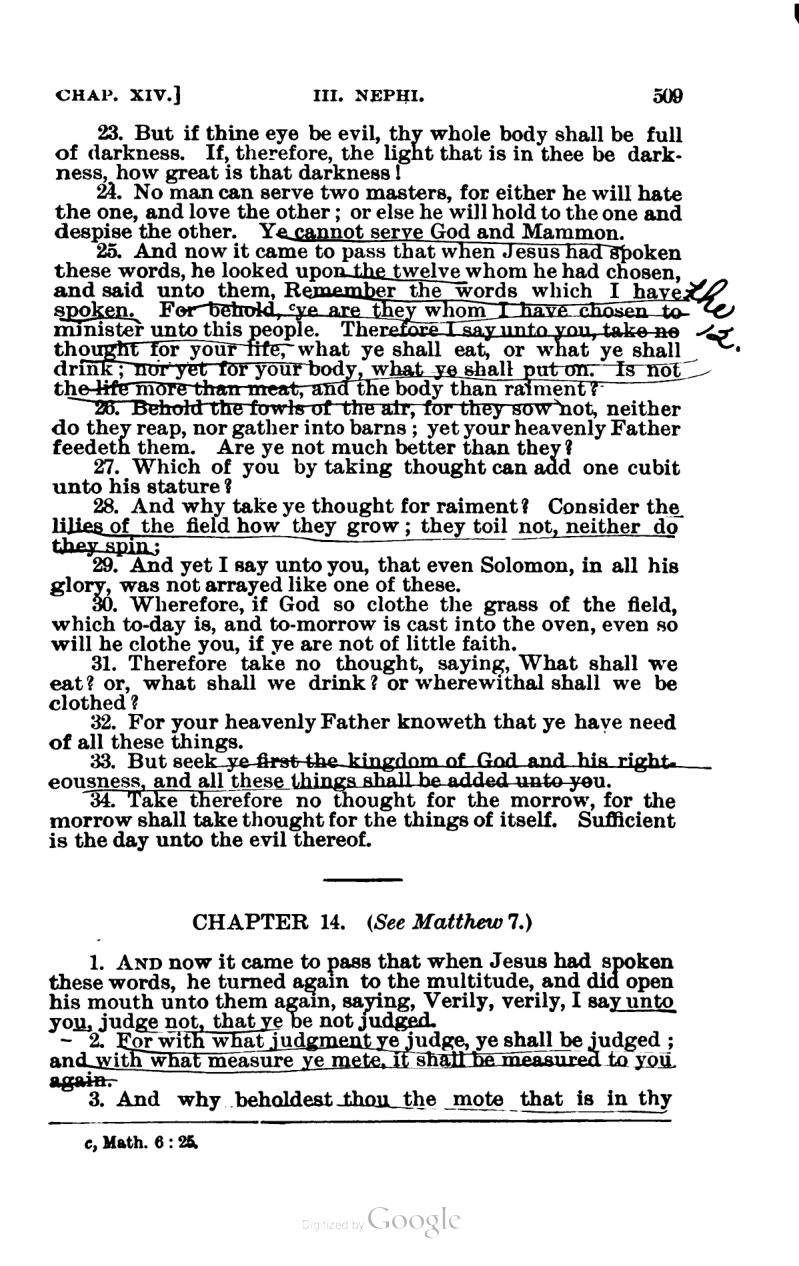 CHAP. XIV.] III. NEPHI. 509
23. But if thine eye be evil, thy whole body shall be full
of darkness. If, therefore, the light that is in thee be dark-
ness, how great is that darkness!
24. No man can serve two masters, for either he will hate
the one, and love the other; or else he will hold to the one and
despise the other. Ye cannot serve God and Mammon.
25. And now it came to pass that when Jesus had spoken
these words, he looked upon the twelve whom he had chosen,
and said unto them, Remember the words which I have
spoken. For behold, cye are they whom I have chosen to
minister unto this people. Therefore I say unto you, take no
thought for your life, what ye shall eat, or what ye shall
drink; nor yet for your body, what ye shall put on. Is not
the life more than meat, and the body than raiment?
the
12.
26. Behold the fowls of the air, for they sow not, neither
do they reap, nor gather into barns; yet your heavenly Father
feedeth them. Are ye not much better than they?
27. Which of you by taking thought can add one cubit
unto his stature?
28. And why take ye thought for raiment? Consider the
lilies of the field how they grow; they toil not, neither do
they spin;
29. And yet I say unto you, that even Solomon, in all his
glory, was not arrayed like one of these.
30. Wherefore, if God so clothe the grass of the field,
which to-day is, and to-morrow is cast into the oven, even so
will he clothe you, if ye are not of little faith.
31. Therefore take no thought, saying, What shall we
eat? or, what shall we drink? or wherewithal shall we be
clothed?
32. For your heavenly Father knoweth that ye have need
of all these things.
33. But seek ye first the kingdom of God and his right-
eousness, and all these things shall be added unto you.
34. Take therefore no thought for the morrow, for the
morrow shall take thought for the things of itself. Sufficient
is the day unto the evil thereof.
CHAPTER 14. (See Matthew 7.)
1. AND now it came to pass that when Jesus had spoken
these words, he turned again to the multitude, and did open
his mouth unto them again, saying, Verily, verily, I say unto
you, judge not, that ye be not judged.
2. For with what judgment ye judge, ye shall be judged;
and with what measure ye mete, it shall be measured to you
again.
3. And why beholdest thou the mote that is in thy
c, Math. 6 : 25.
Digitized by Google